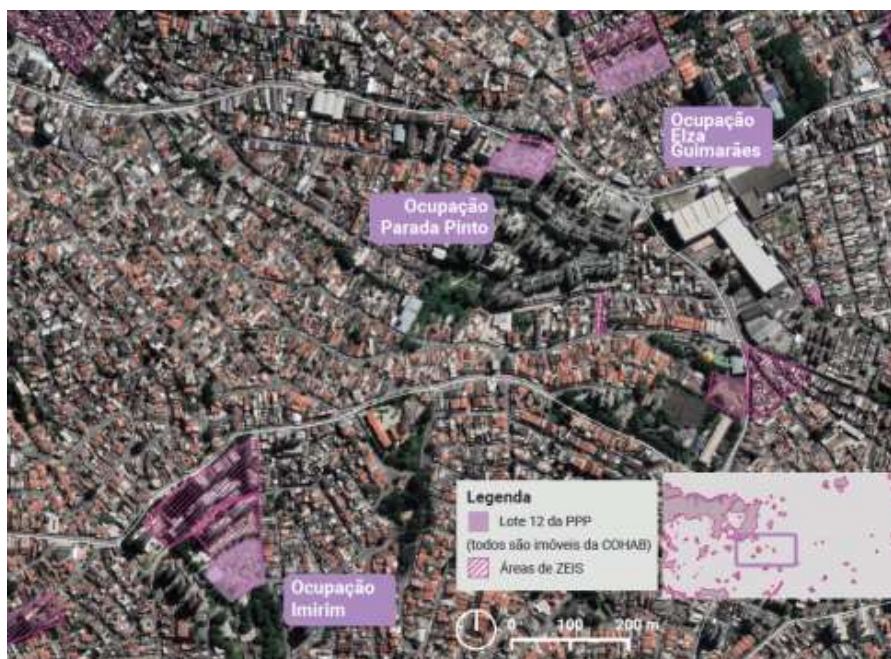 Ocupação
Elza
Guimarães
Ocupação
Parada Pinto
Legenda
Lote 12 da PPP
(todos são imóveis da COHAB)
Áreas de ZEIS
Ocupação
Imirim
0 100 200 m